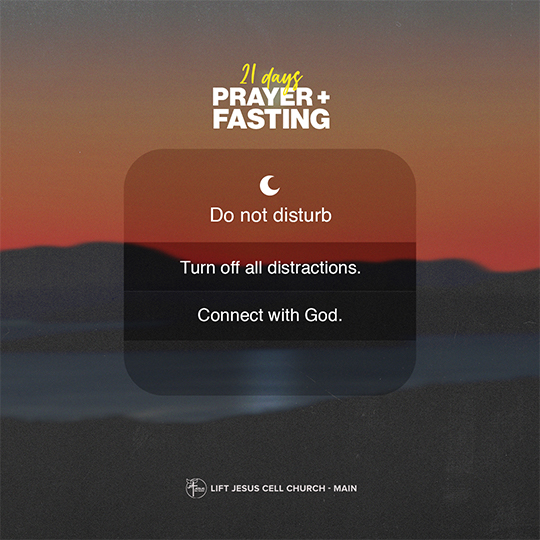 21 days
PRAYER +
FASTING
Do not disturb
Turn off all distractions.
Connect with God.
LIFT JESUS CELL CHURCH - MAIN